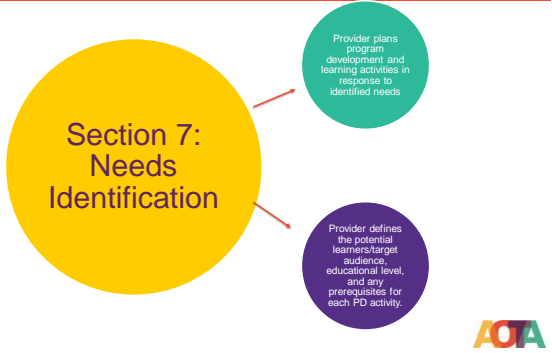 Provider plans
program
development and
learning activities in
response to
identified needs
Section 7:
Needs
Identification
Provider defines
the potential
learners/target
audience,
educational level,
and any
prerequisites for
each PD activity.
AOTA